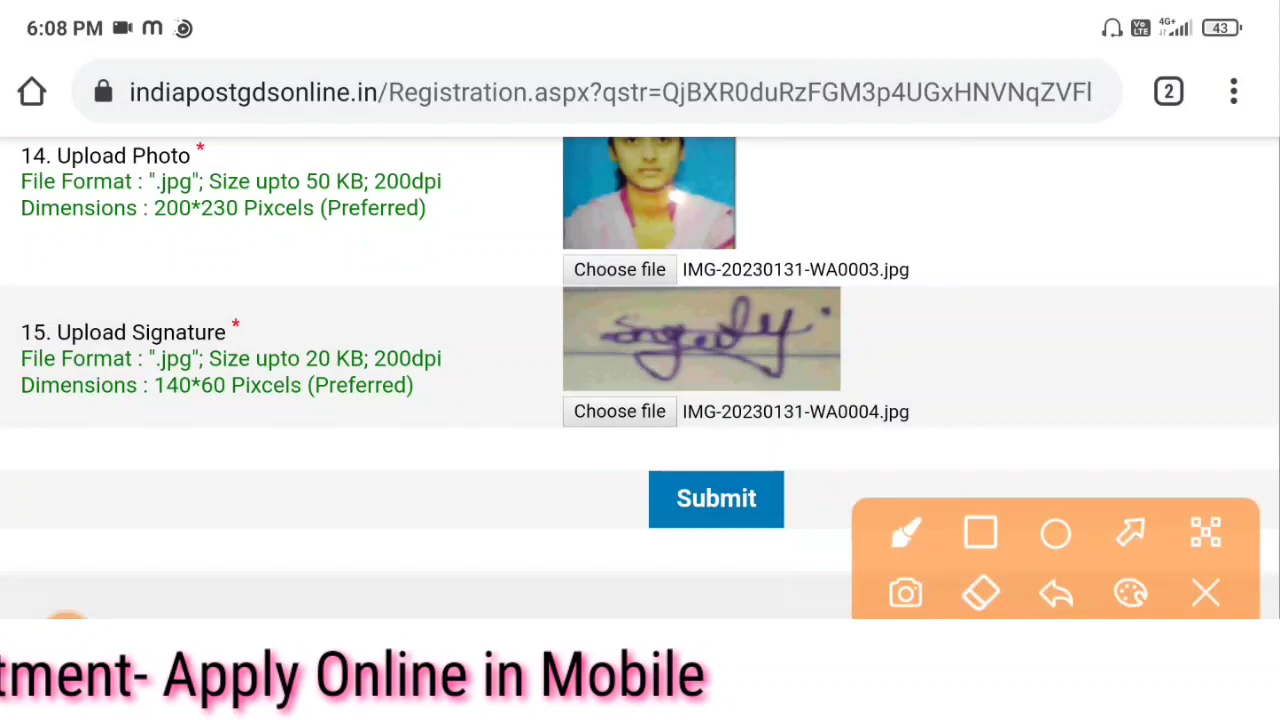 6:08 PM
VO LTE 4G+ 43
indiapostgdsonline.in/Registration.aspx?qstr=QjBXR0duRzFGM3p4UGxHNVNqZVFl
2
14. Upload Photo *
File Format : ".jpg"; Size upto 50 KB; 200dpi
Dimensions : 200*230 Pixcels (Preferred)
Choose file IMG-20230131-WA0003.jpg
15. Upload Signature *
File Format : ".jpg"; Size upto 20 KB; 200dpi
Dimensions : 140*60 Pixcels (Preferred)
Choose file IMG-20230131-WA0004.jpg
Submit
tment- Apply Online in Mobile